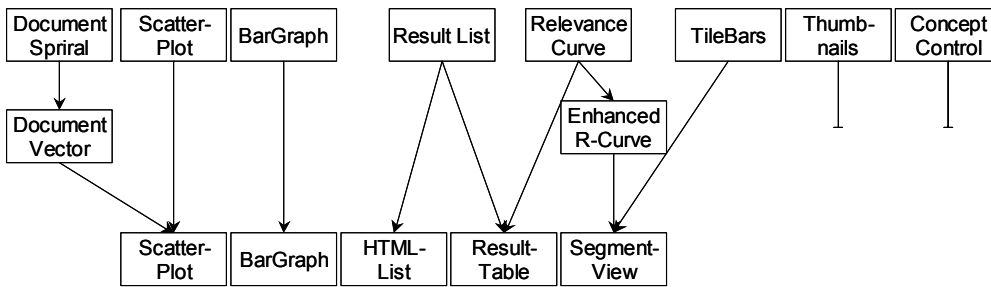 Document
Spriral
Scatter-
Plot
BarGraph
Result List
Relevance
Curve
TileBars
Thumb-
nails
Concept
Control
Document
Vector
Enhanced
R-Curve
Scatter-
Plot
BarGraph
HTML-
List
Result-
Table
Segment-
View